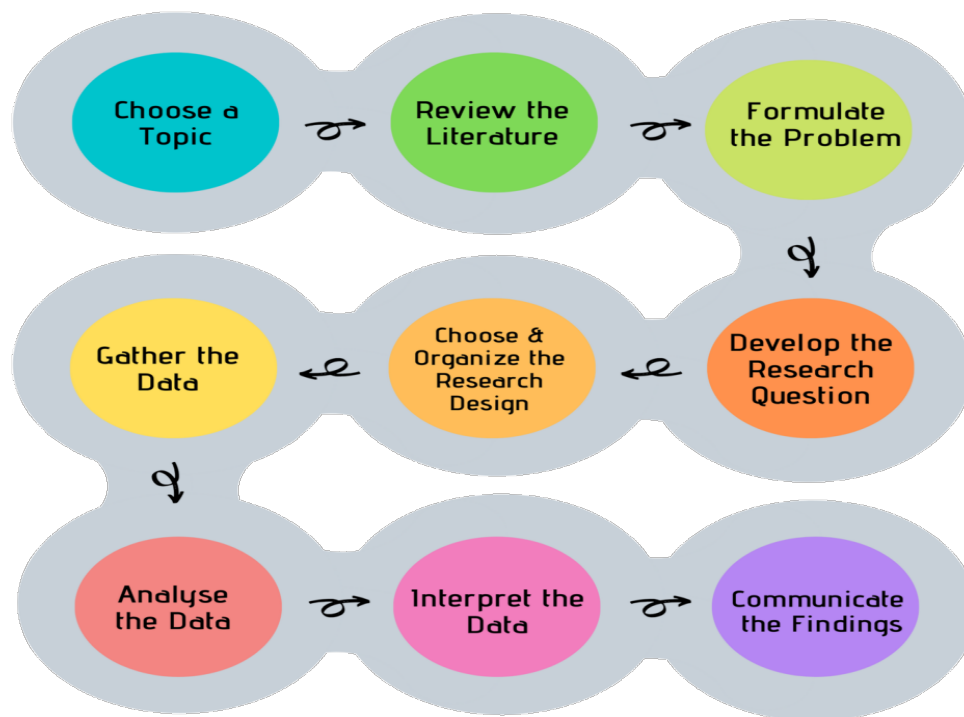 Choose a
Topic
Review the
Literature
Formulate
the Problem
Develop the
Research
Question
Choose &
Organize the
Research
Design
Gather the
Data
Analyse
the Data
Interpret the
Data
Communicate
the Findings